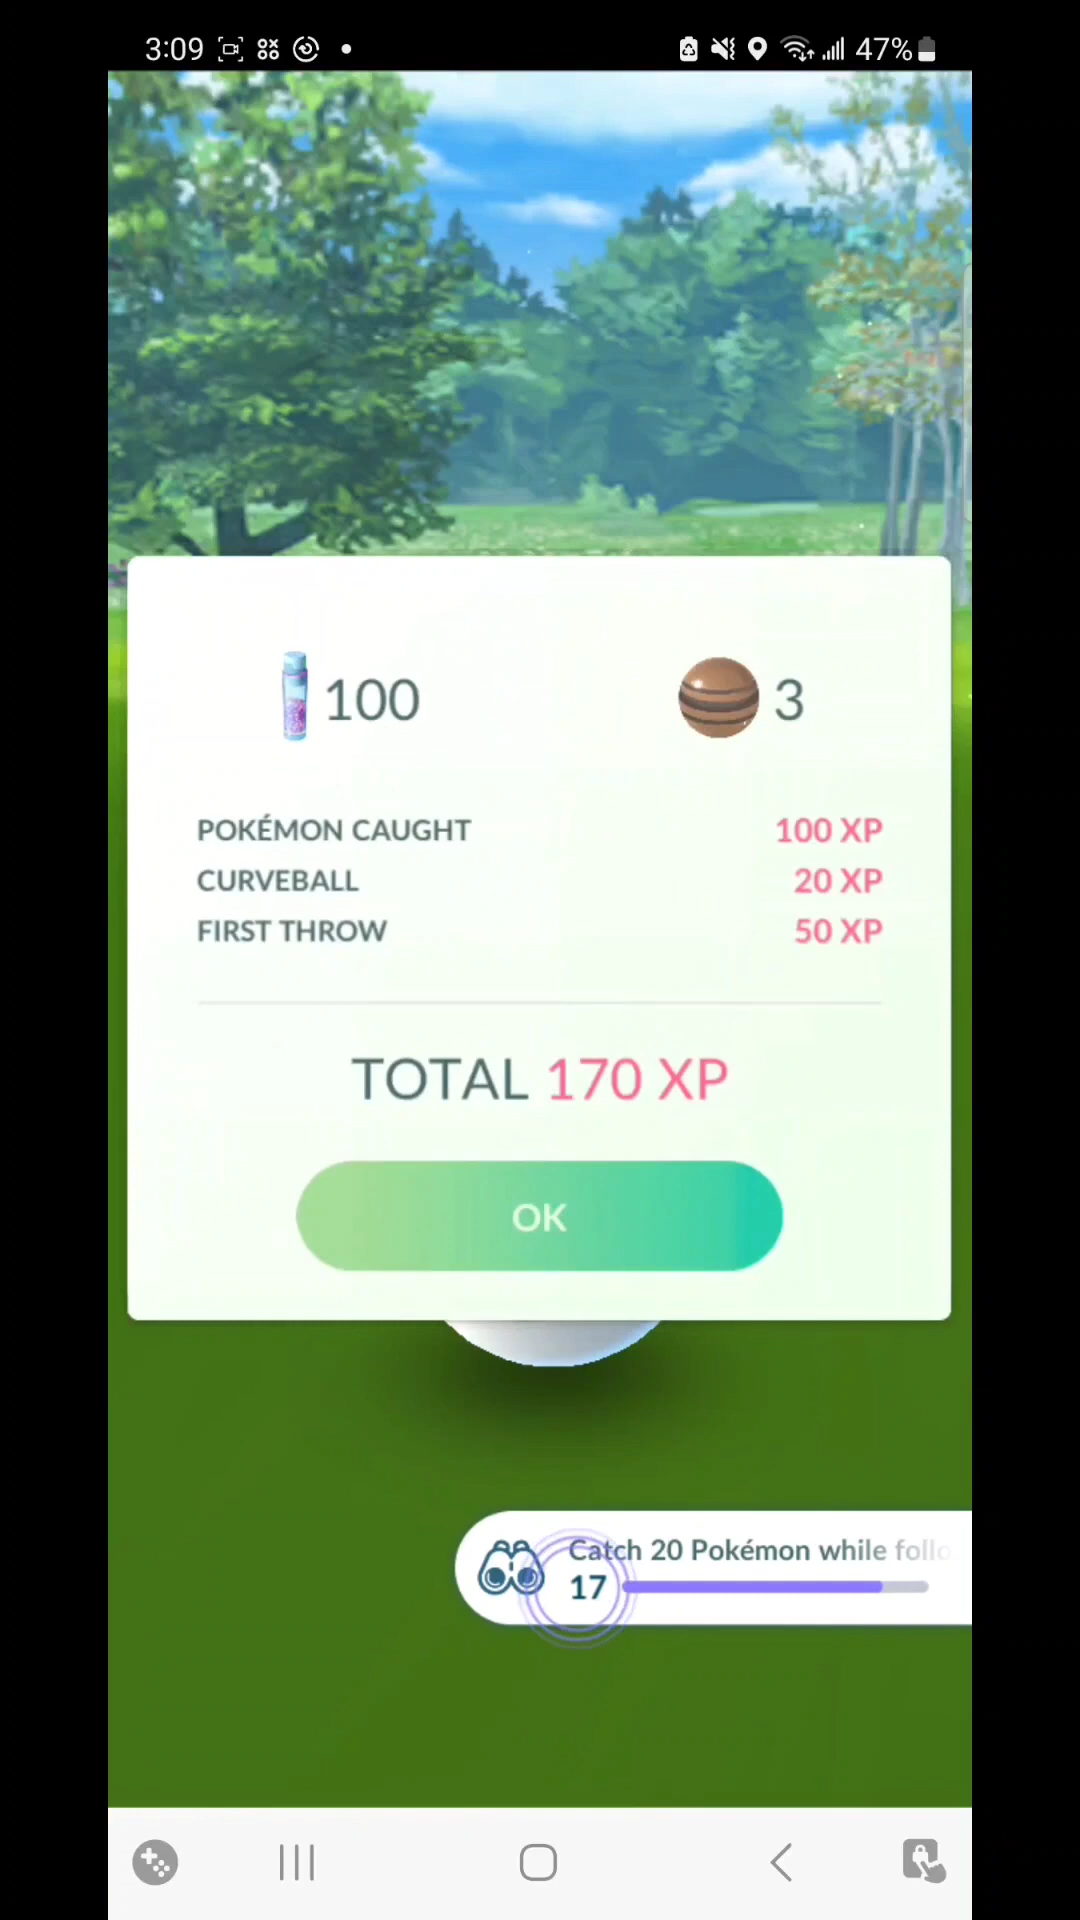 3:09
47%
100
3
POKÉMON CAUGHT 100 XP
CURVEBALL 20 XP
FIRST THROW 50 XP
TOTAL 170 XP
OK
Catch 20 Pokémon while follo
17